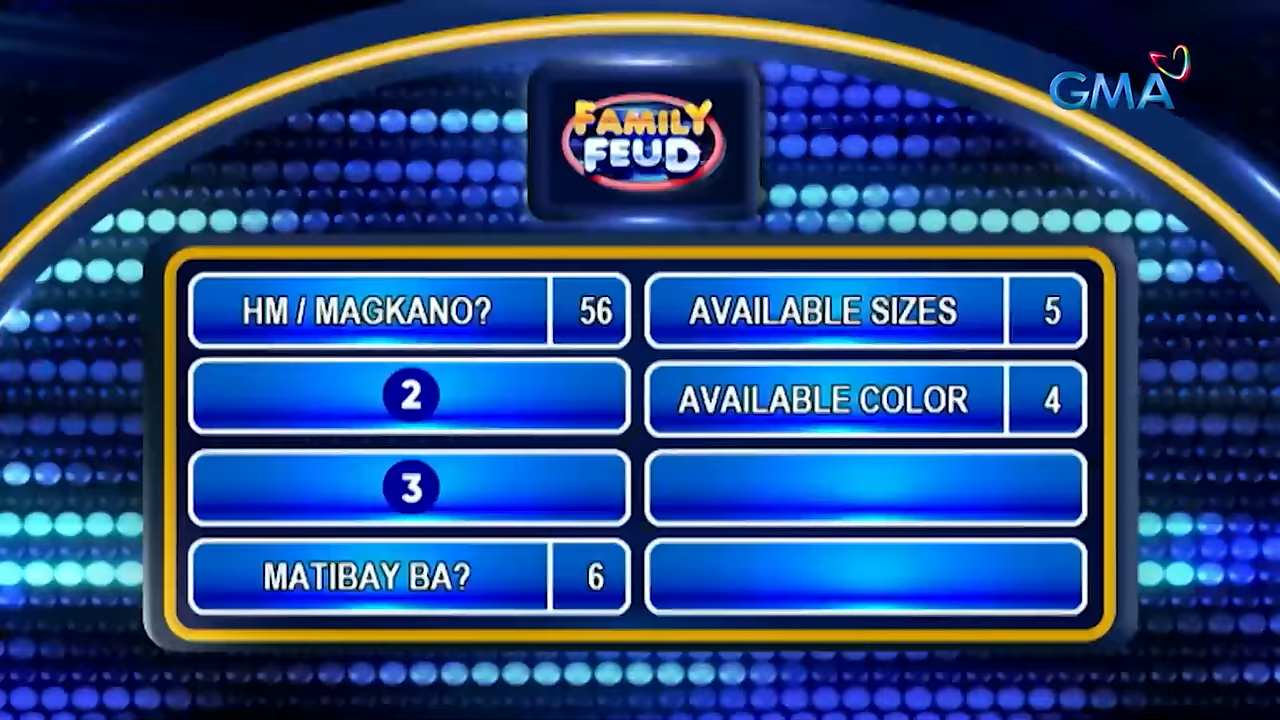 GMA
FAMILY
FEUD
HM / MAGKANO? 56
2
3
MATIBAY BA? 6
AVAILABLE SIZES 5
AVAILABLE COLOR 4